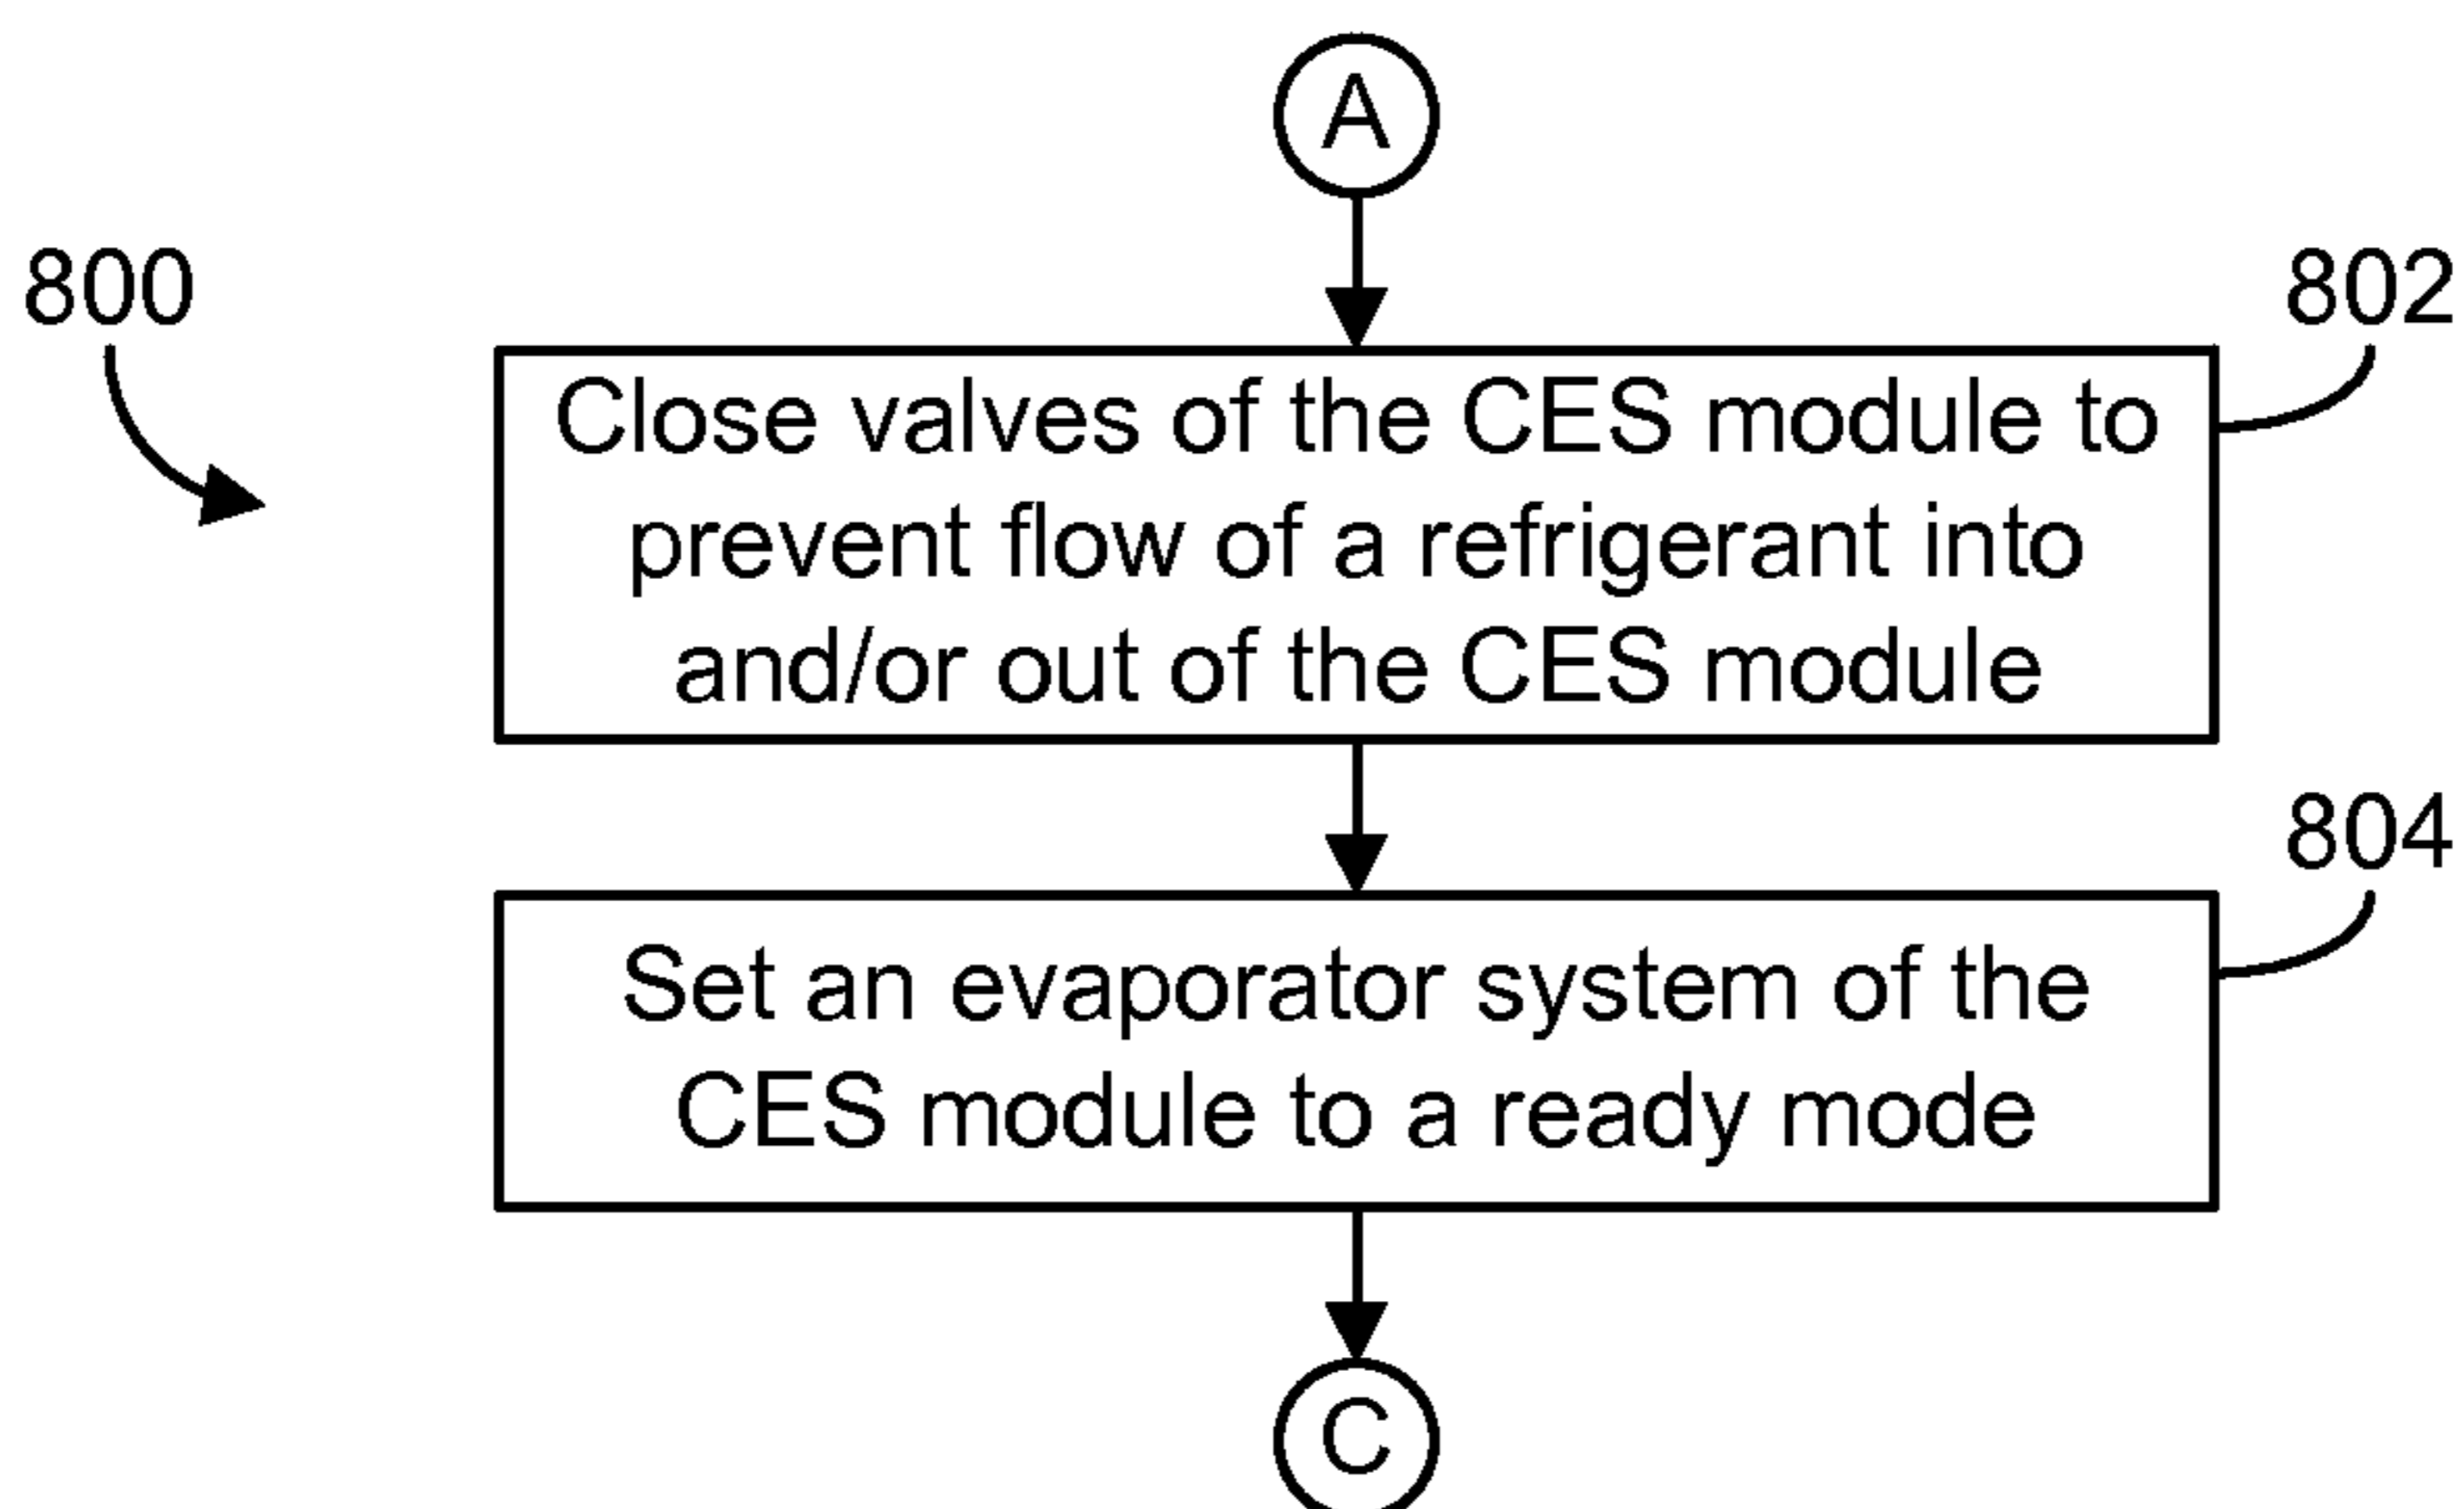 A
800
802
Close valves of the CES module to
prevent flow of a refrigerant into
and/or out of the CES module
804
Set an evaporator system of the
CES module to a ready mode
C